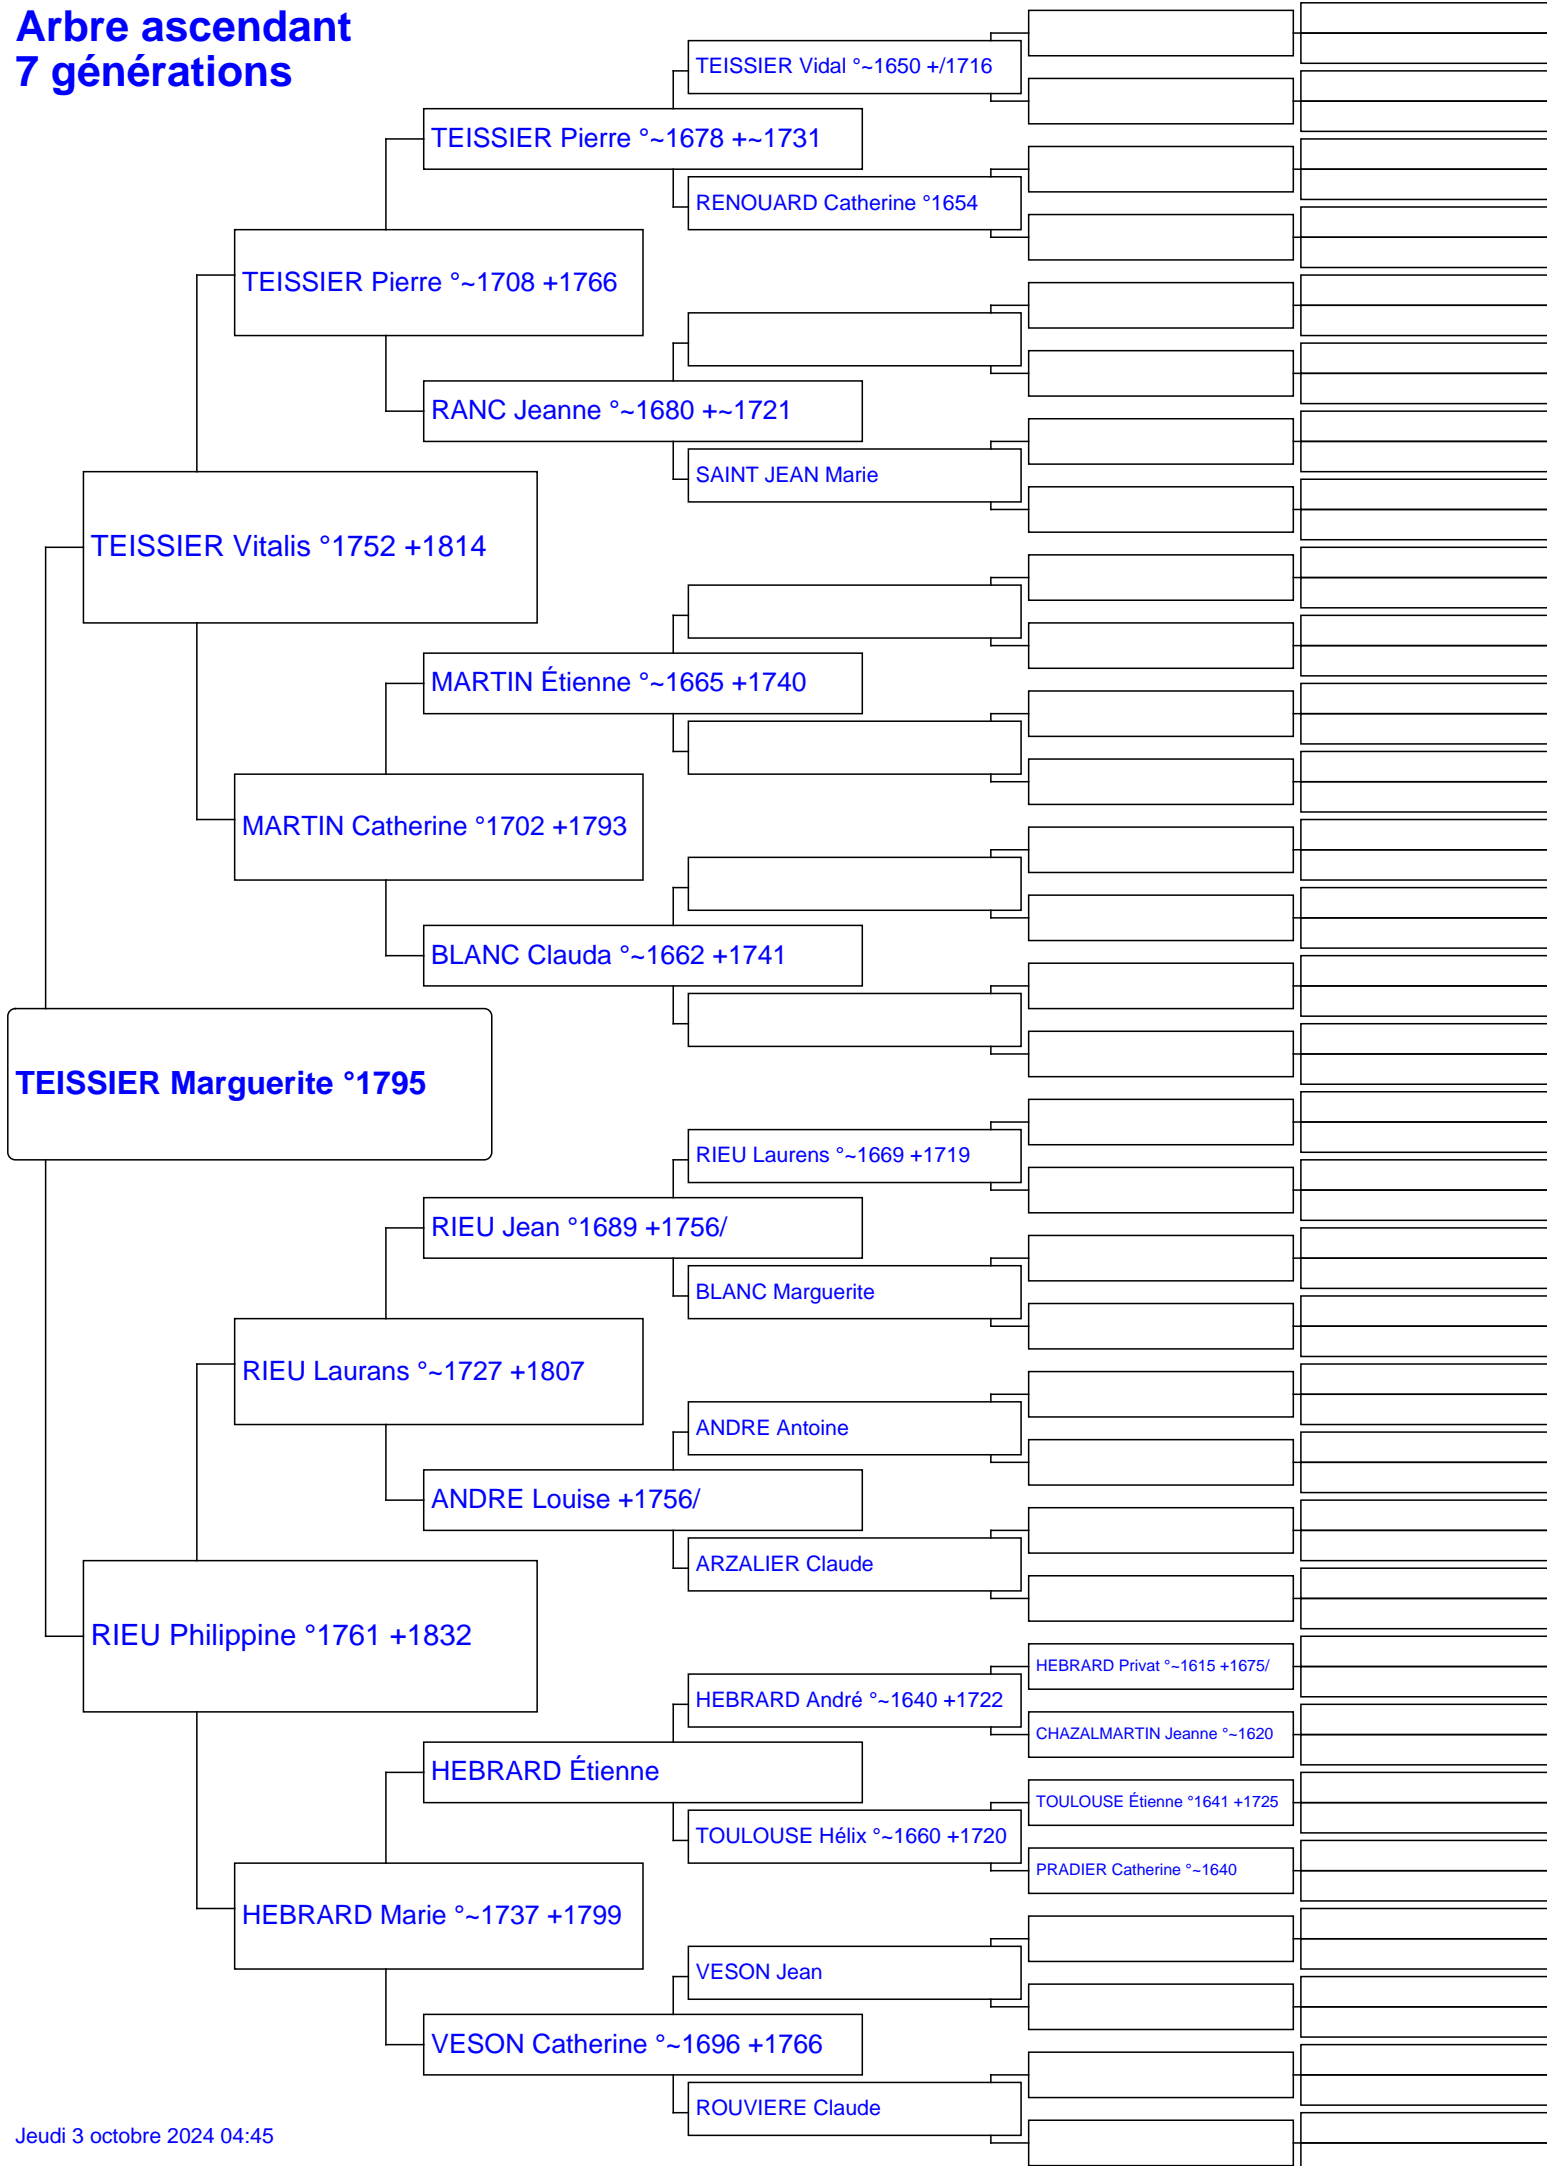 Arbre ascendant
7 générations
TEISSIER Vidal °~1650 +/1716
TEISSIER Pierre °~1678 +~1731
RENOUARD Catherine °1654
TEISSIER Pierre °~1708 +1766
RANC Jeanne °~1680 +~1721
SAINT JEAN Marie
TEISSIER Vitalis °1752 +1814
MARTIN Étienne °~1665 +1740
MARTIN Catherine °1702 +1793
BLANC Clauda °~1662 +1741
TEISSIER Marguerite °1795
RIEU Laurens °~1669 +1719
RIEU Jean °1689 +1756/
BLANC Marguerite
RIEU Laurans °~1727 +1807
ANDRE Antoine
ANDRE Louise +1756/
ARZALIER Claude
RIEU Philippine °1761 +1832
HEBRARD Privat °~1615 +1675/
HEBRARD André °~1640 +1722
CHAZALMARTIN Jeanne °~1620
HEBRARD Étienne
TOULOUSE Étienne °1641 +1725
TOULOUSE Hélix °~1660 +1720
PRADIER Catherine °~1640
HEBRARD Marie °~1737 +1799
VESON Jean
VESON Catherine °~1696 +1766
ROUVIERE Claude
Jeudi 3 octobre 2024 04:45